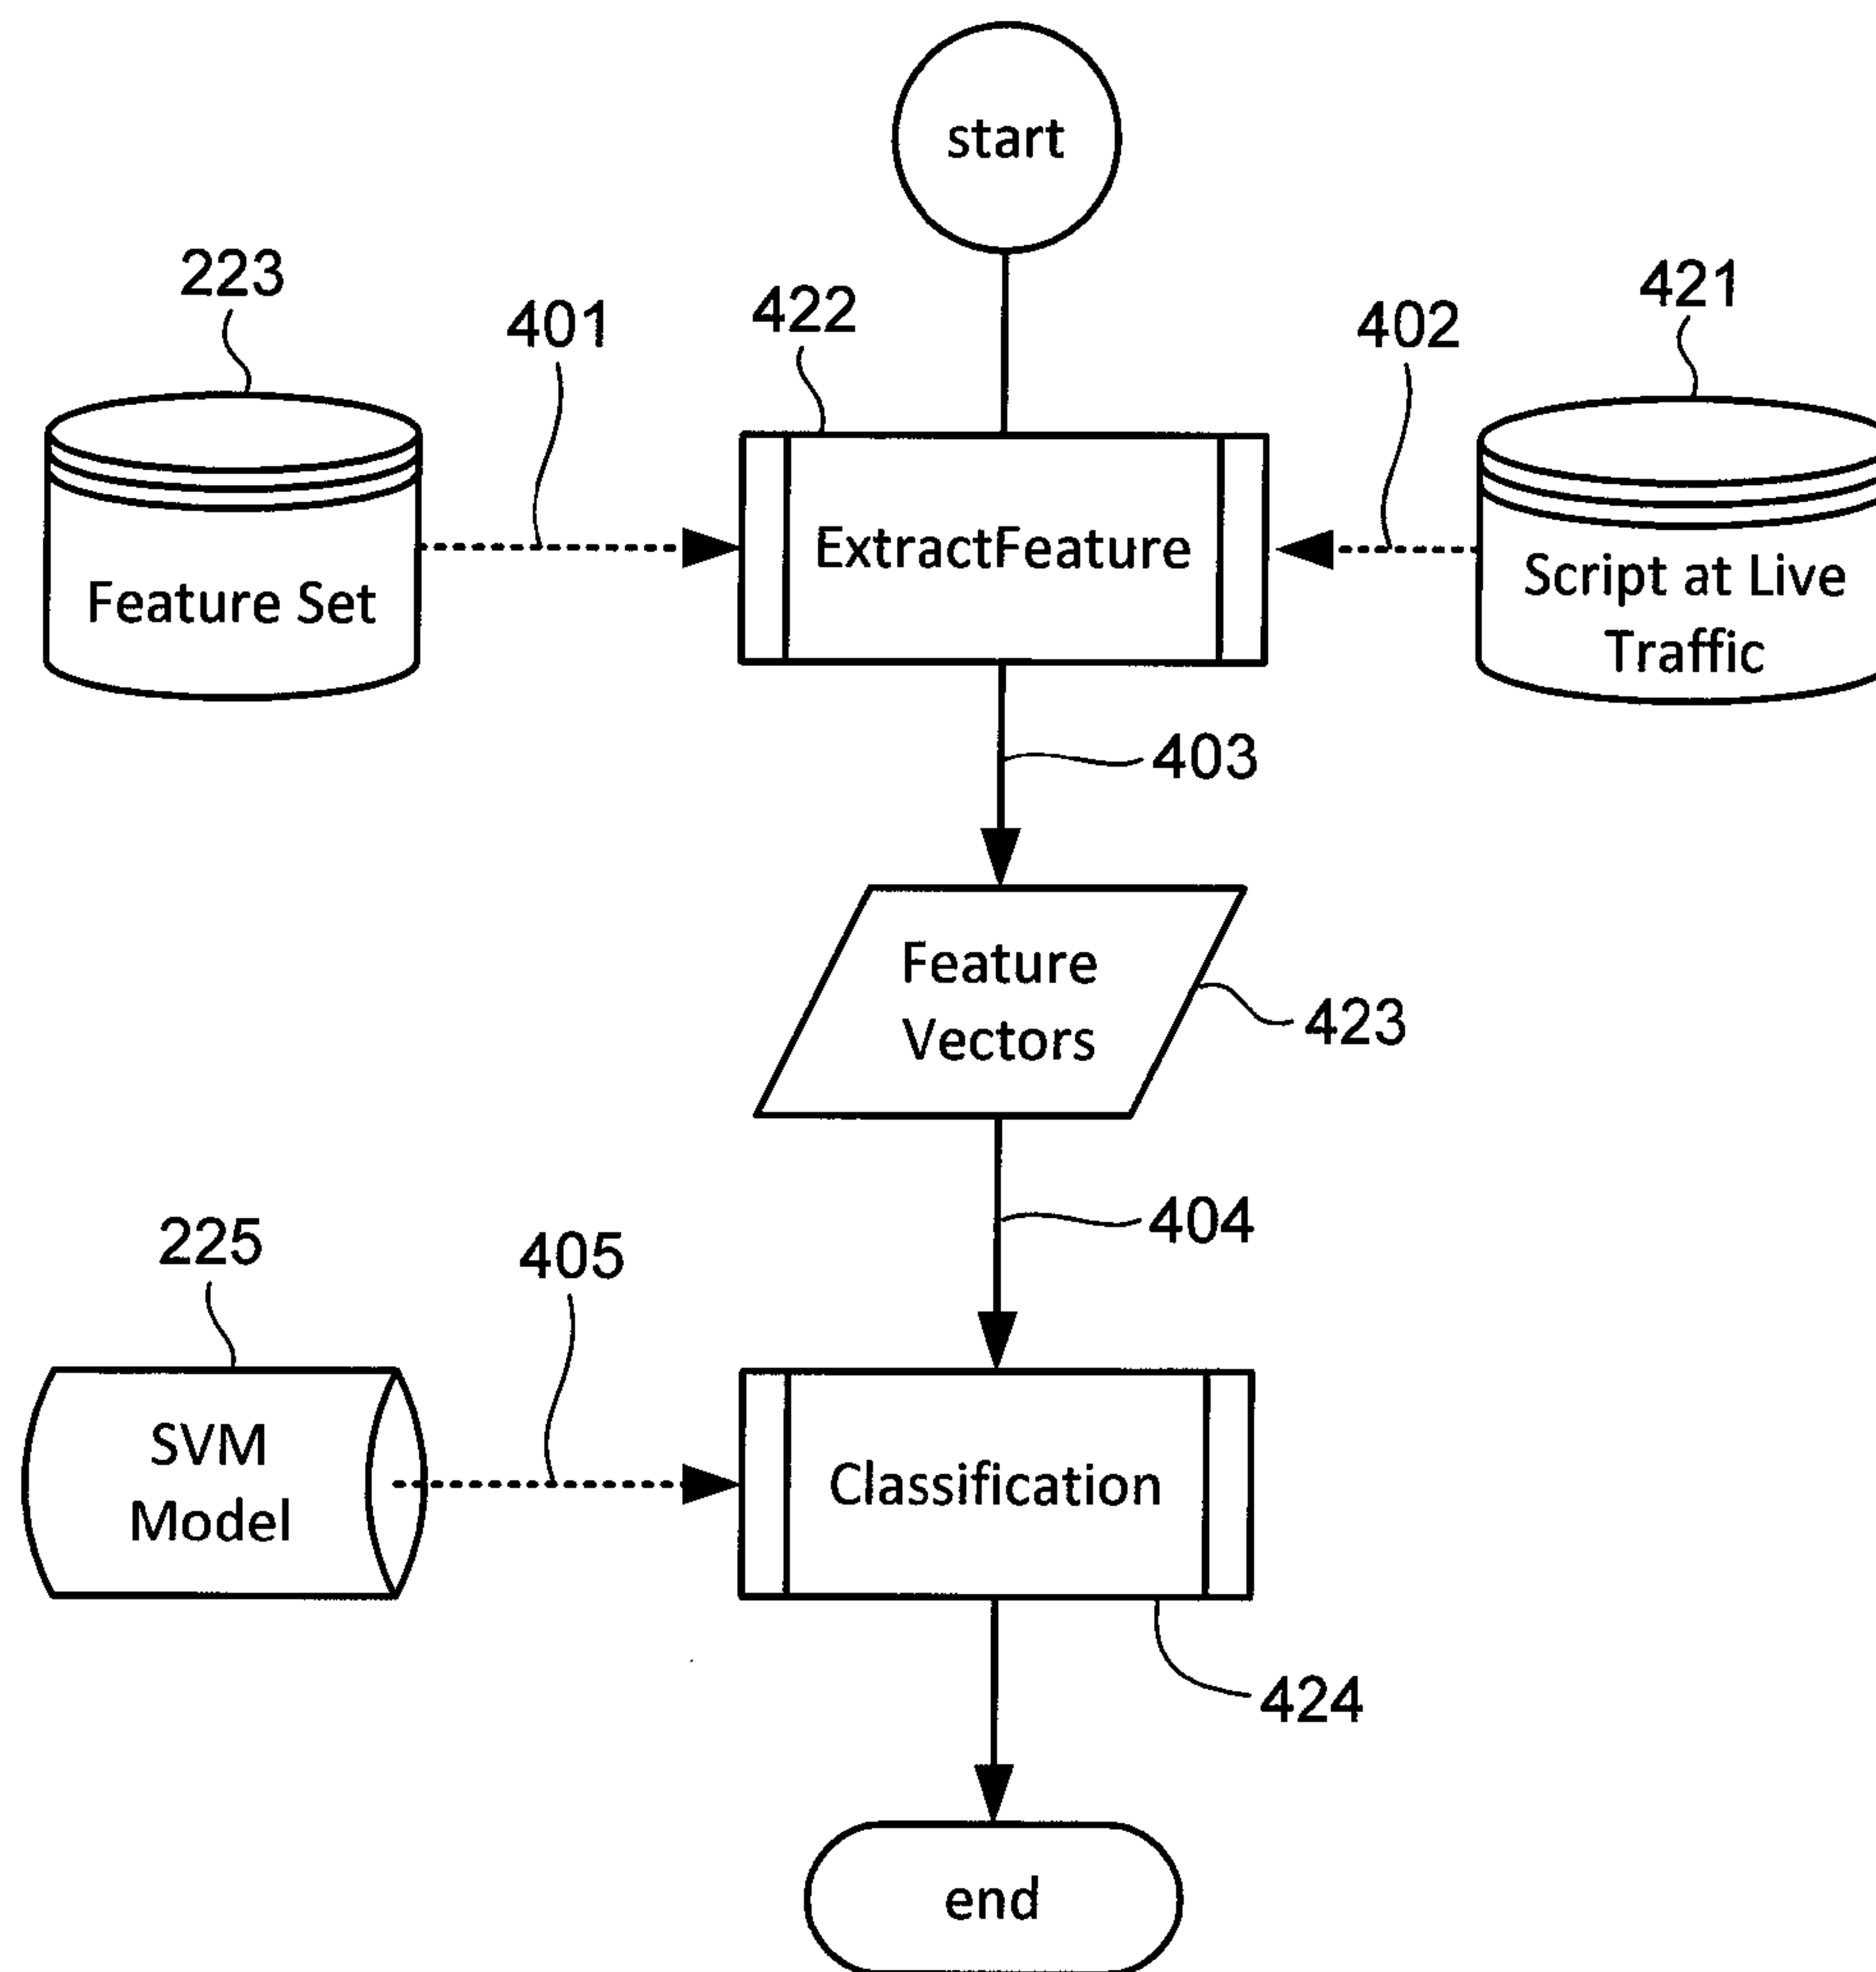 start
223
401
422
402
421
ExtractFeature
Feature Set
Script at Live
Traffic
403
Feature
Vectors
423
404
225
405
SVM
Model
Classification
424
end